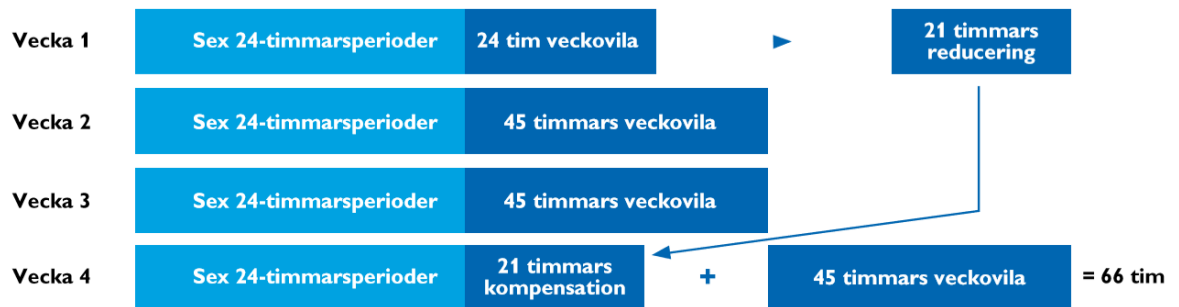 Vecka 1
Sex 24-timmarsperioder
24 tim veckovila
21 timmars
reducering
Vecka 2
Sex 24-timmarsperioder
45 timmars veckovila
Vecka 3
Sex 24-timmarsperioder
45 timmars veckovila
Vecka 4
Sex 24-timmarsperioder
21 timmars
kompensation
+
45 timmars veckovila
= 66 tim